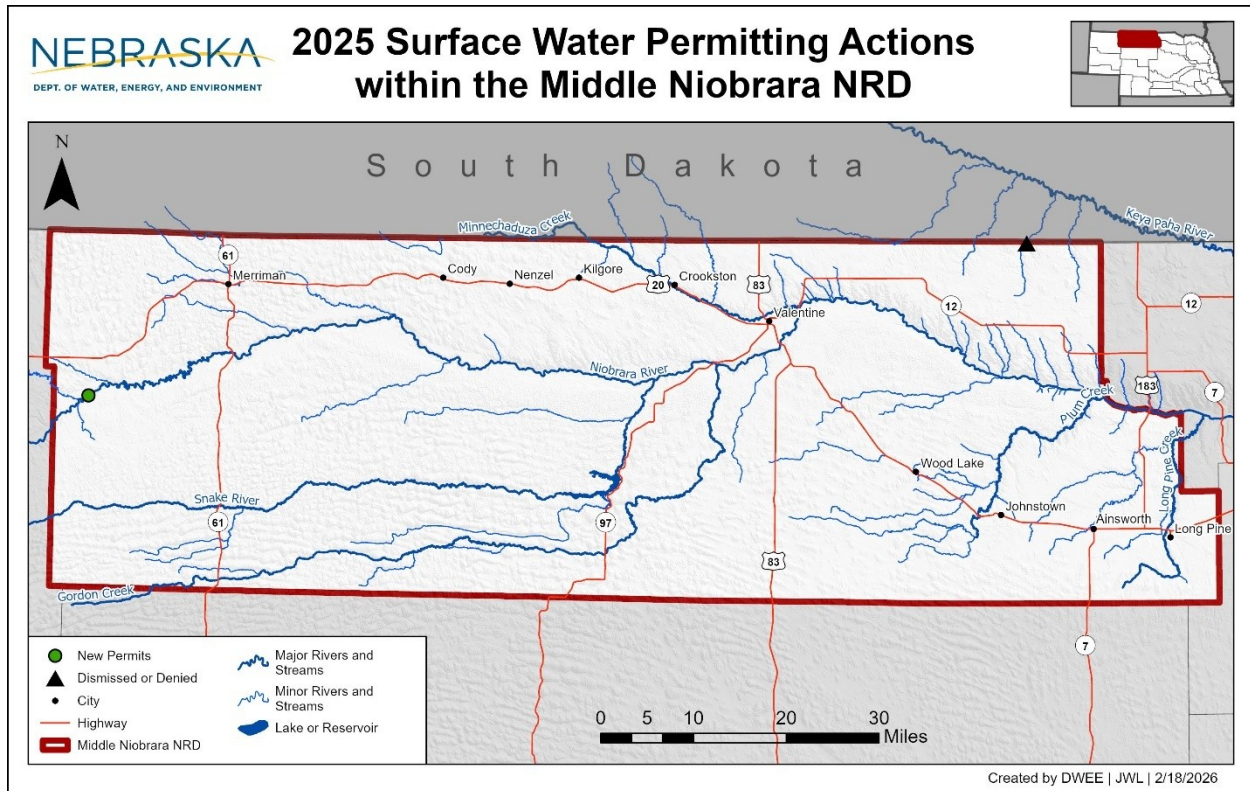 NEBRASKA
DEPT. OF WATER, ENERGY, AND ENVIRONMENT
2025 Surface Water Permitting Actions
within the Middle Niobrara NRD
N
South Dakota
Keya Paha River
Minnechaduza Creek
61
Merriman
Cody
Nenzel
Kilgore
20
Crookston
83
Valentine
12
12
Niobrara River
183
7
Plum Creek
Long Pine Creek
Wood Lake
Snake River
61
97
Johnstown
Ainsworth
Long Pine
83
Gordon Creek
7
New Permits
Dismissed or Denied
City
Highway
Middle Niobrara NRD
Major Rivers and
Streams
Minor Rivers and
Streams
Lake or Reservoir
0 5 10 20 30
Miles
Created by DWEE | JWL | 2/18/2026